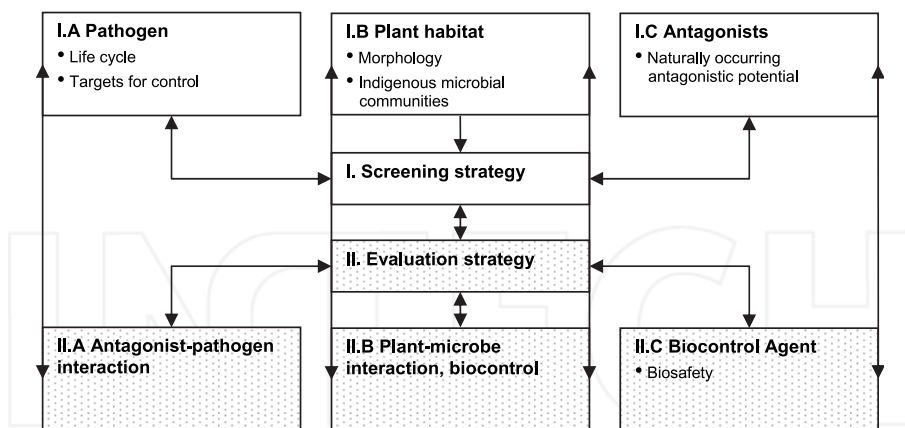 I.A Pathogen
• Life cycle
• Targets for control
I.B Plant habitat
• Morphology
• Indigenous microbial
communities
I.C Antagonists
• Naturally occurring
antagonistic potential
I. Screening strategy
II. Evaluation strategy
II.A Antagonist-pathogen
interaction
II.B Plant-microbe
interaction, biocontrol
II.C Biocontrol Agent
• Biosafety